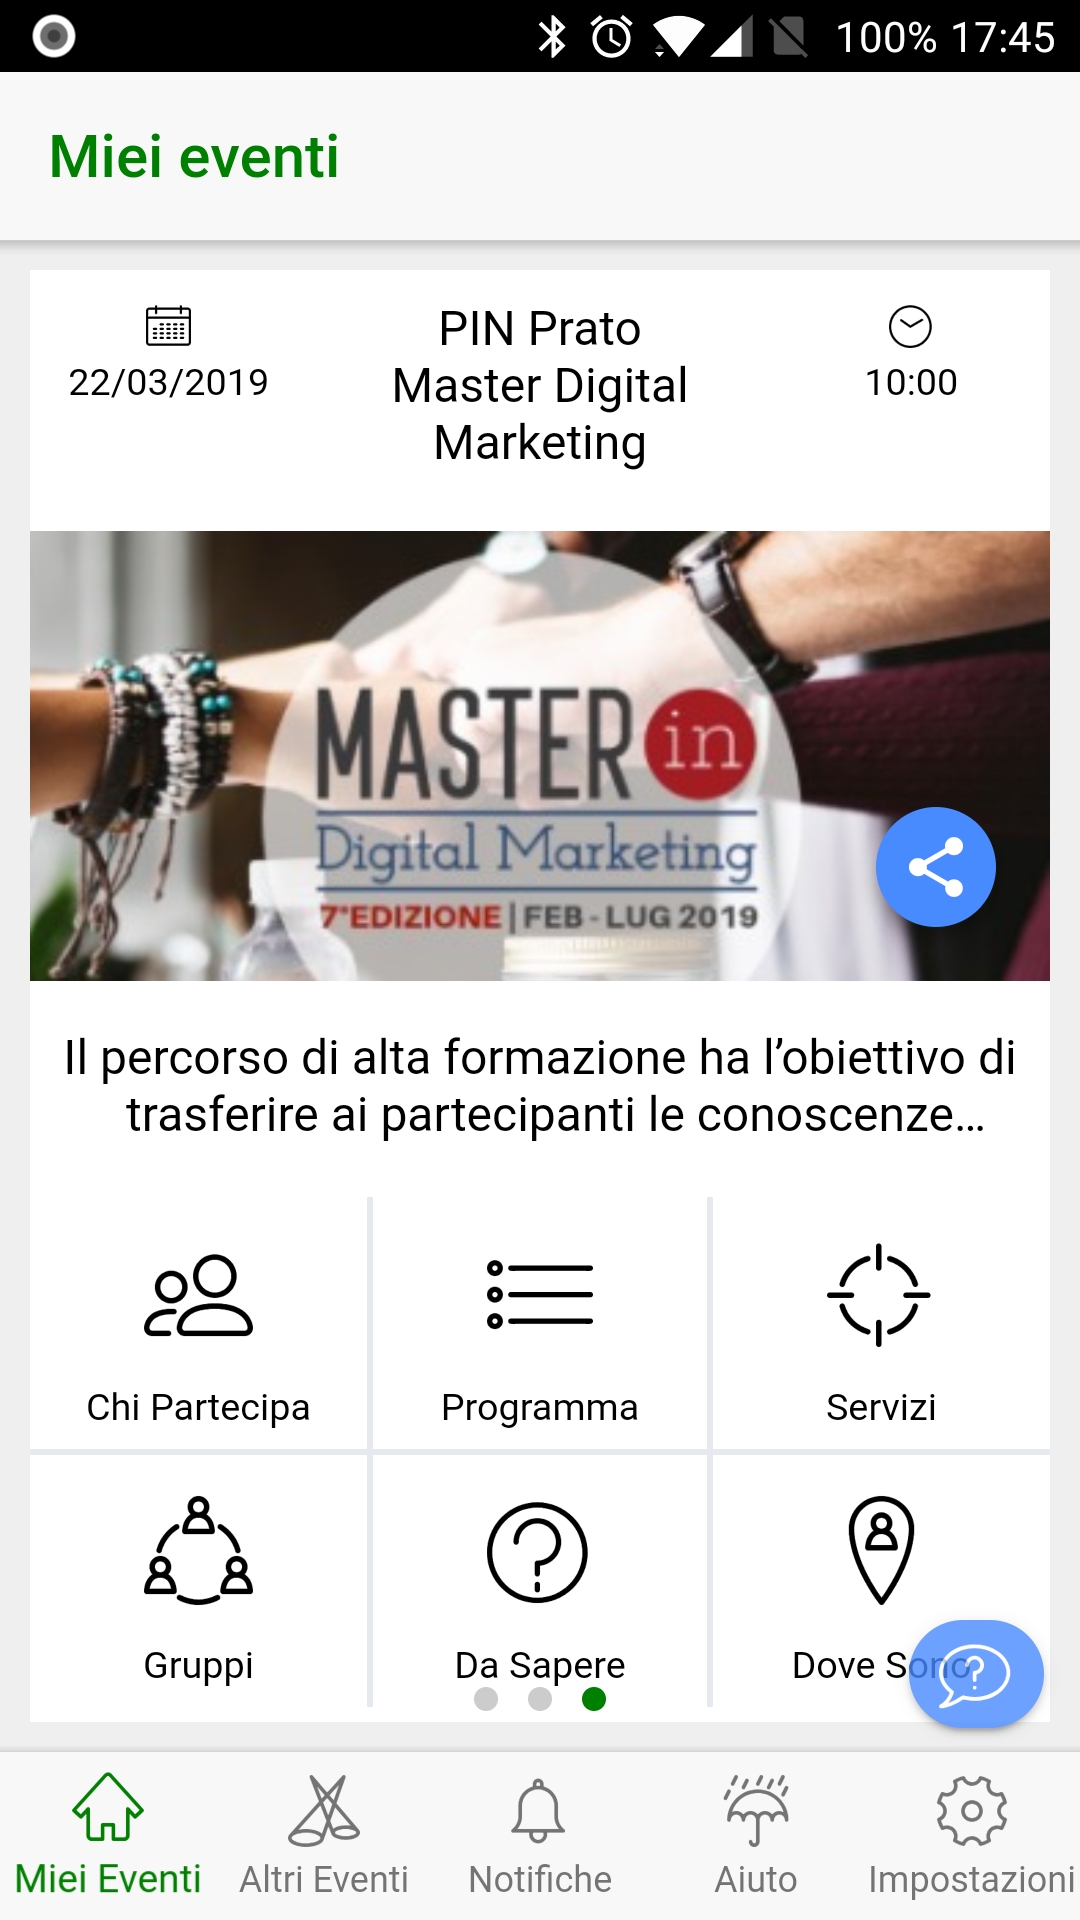 100% 17:45
Miei eventi
22/03/2019
PIN Prato
Master Digital
Marketing
10:00
MASTER in
Digital Marketing
7°EDIZIONE | FEB - LUG 2019
Il percorso di alta formazione ha l’obiettivo di
trasferire ai partecipanti le conoscenze...
Chi Partecipa
Programma
Servizi
Gruppi
Da Sapere
Dove Sono
Miei Eventi
Altri Eventi
Notifiche
Aiuto
Impostazioni